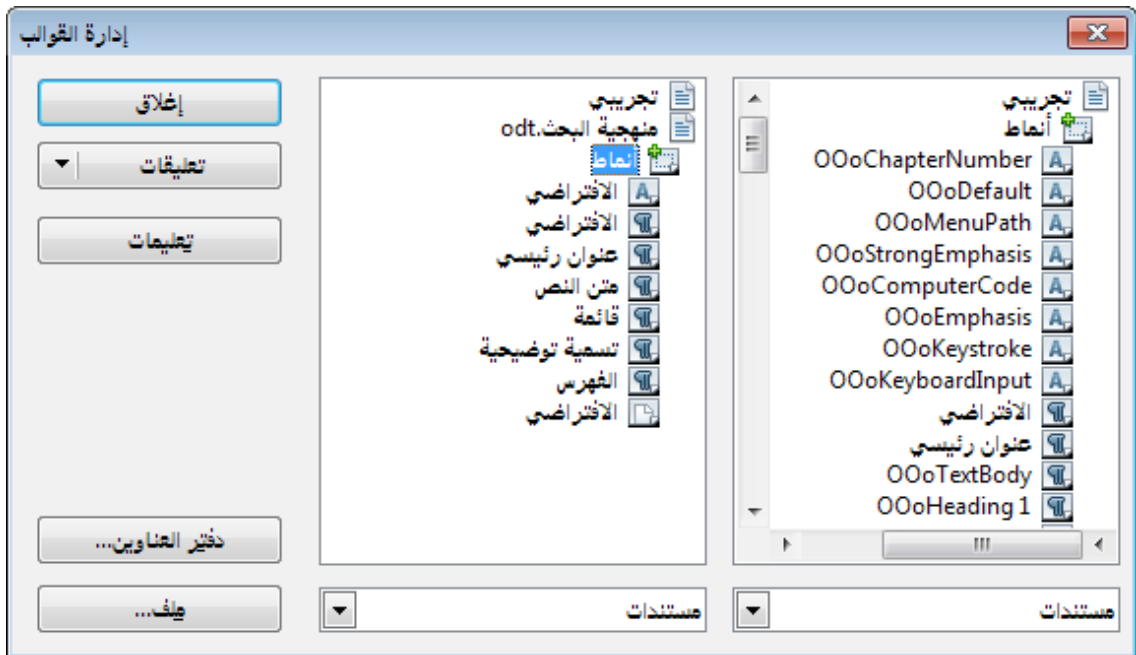 إدارة القوالب
تجريبي
أنماط
OOoChapterNumber
OOoDefault
OOoMenuPath
OOoStrongEmphasis
OOoComputerCode
OOoEmphasis
OOoKeystroke
OOoKeyboardInput
الافتراضي
عنوان رئيسي
OOoTextBody
OOoHeading 1
مستندات
تجريبي
منهجية البحث.odt
أنماط
الافتراضي
الافتراضي
عنوان رئيسي
متن النص
قائمة
تسمية توضيحية
الفهرس
الافتراضي
مستندات
إغلاق
تعليقات
تعليمات
دفتر العناوين...
ملف...